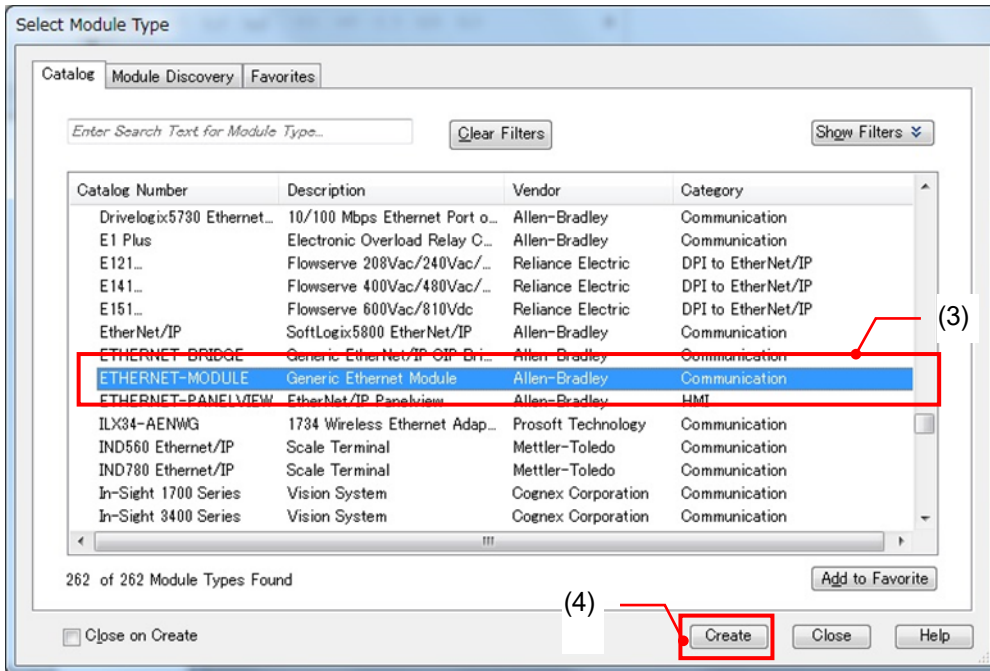 Select Module Type
Catalog Module Discovery Favorites
Enter Search Text for Module Type... Clear Filters Show Filters
Catalog Number Description Vendor Category
Drivelogix5730 Ethernet... 10/100 Mbps Ethernet Port o... Allen-Bradley Communication
E1 Plus Electronic Overload Relay C... Allen-Bradley Communication
E121... Flowserve 208Vac/240Vac/... Reliance Electric DPI to EtherNet/IP
E141... Flowserve 400Vac/480Vac/... Reliance Electric DPI to EtherNet/IP
E151... Flowserve 600Vac/810Vdc Reliance Electric DPI to EtherNet/IP
(3)
EtherNet/IP SoftLogix5800 EtherNet/IP Allen-Bradley Communication
ETHERNET-BRIDGE Generic EtherNet/IP CIP Bri... Allen-Bradley Communication
ETHERNET-MODULE Generic Ethernet Module Allen-Bradley Communication
ETHERNET-PANELVIEW EtherNet/IP Panelview Allen-Bradley HMI
ILX34-AENWG 1734 Wireless Ethernet Adap... Prosoft Technology Communication
IND560 Ethernet/IP Scale Terminal Mettler-Toledo Communication
IND780 Ethernet/IP Scale Terminal Mettler-Toledo Communication
In-Sight 1700 Series Vision System Cognex Corporation Communication
In-Sight 3400 Series Vision System Cognex Corporation Communication
262 of 262 Module Types Found Add to Favorite
(4)
Close on Create Create Close Help